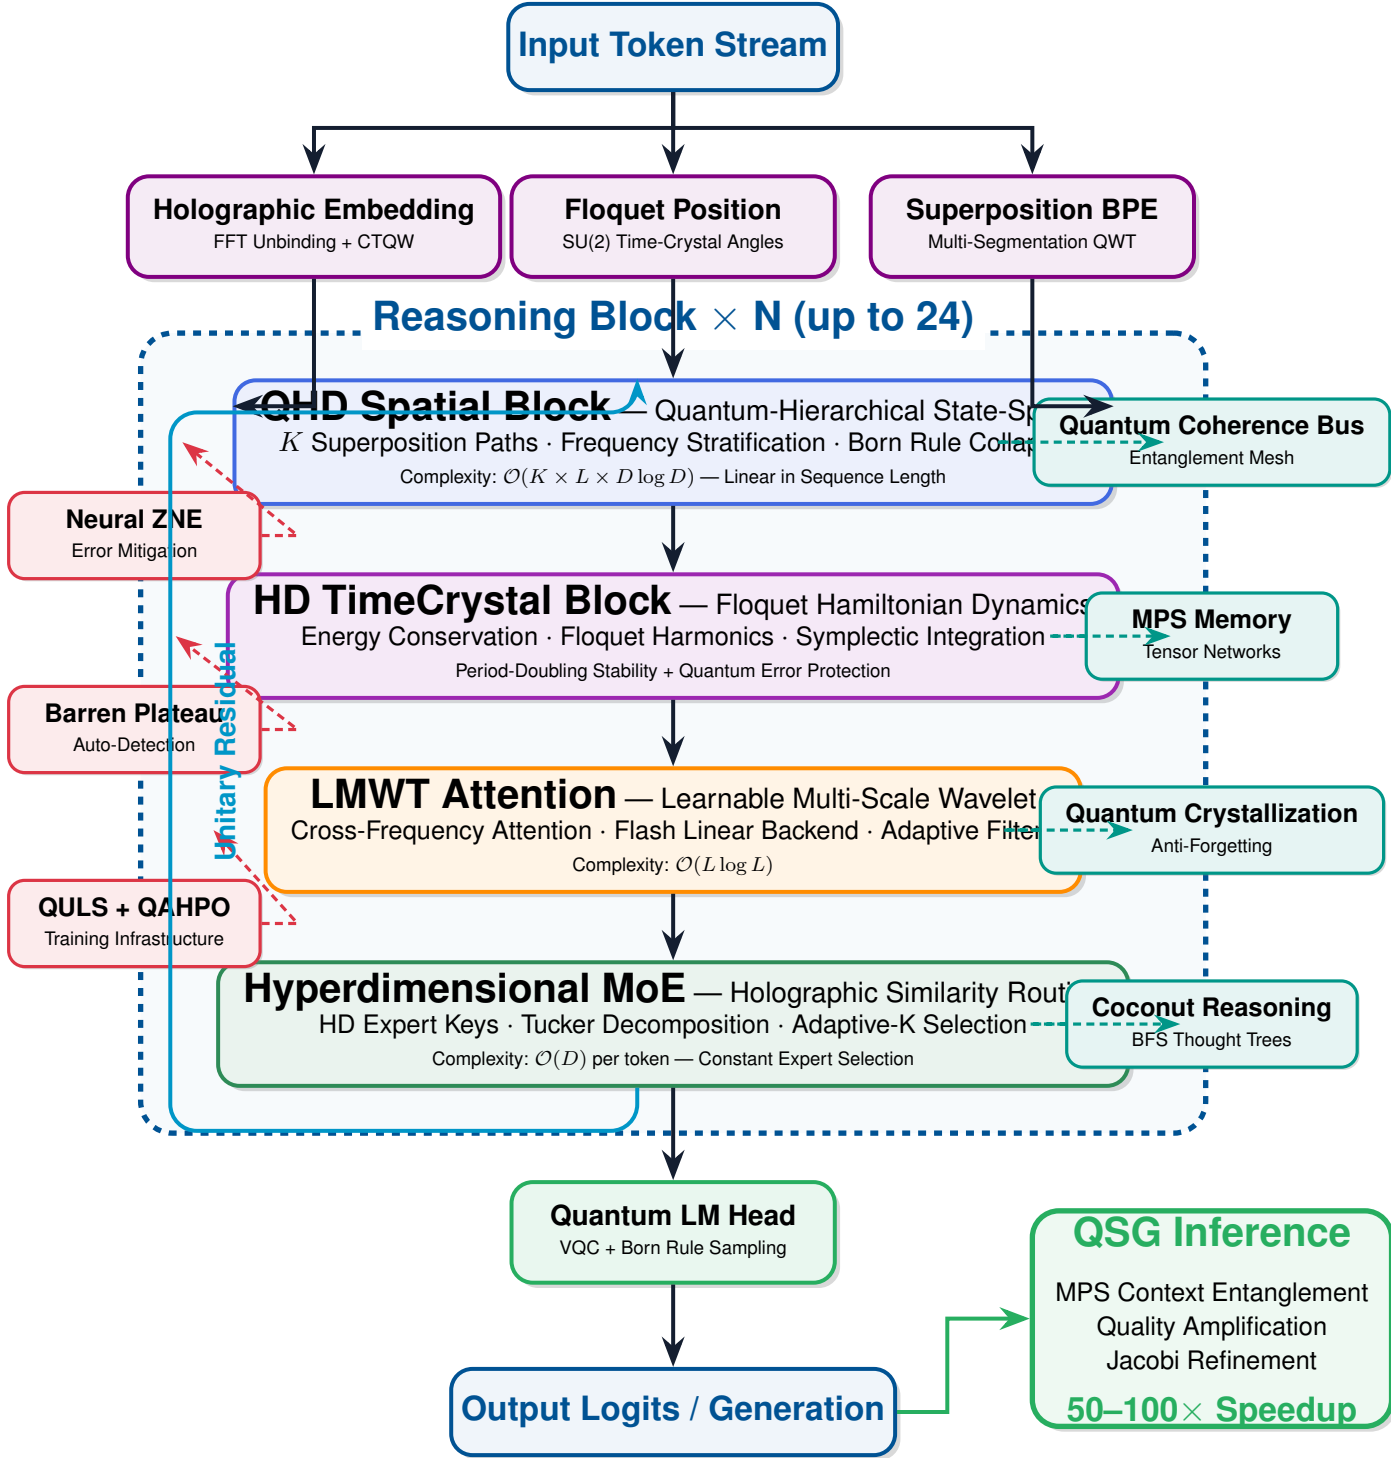 Input Token Stream
Holographic Embedding
FFT Unbinding + CTQW
Floquet Position
SU(2) Time-Crystal Angles
Superposition BPE
Multi-Segmentation QWT
Reasoning Block × N (up to 24)
QHD Spatial Block — Quantum-Hierarchical
K Superposition Paths · Frequency Stratification · Born Rule
Complexity: O(K × L × D log D) — Linear in Sequence Length
Quantum Coherence Bus
Entanglement Mesh
Neural ZNE
Error Mitigation
HD TimeCrystal Block — Floquet Hamiltonian Dynamics
Energy Conservation · Floquet Harmonics · Symplectic Integration
Period-Doubling Stability + Quantum Error Protection
MPS Memory
Tensor Networks
Barren Plateau
Auto-Detection
Unitary Residual
LMWT Attention — Learnable Multi-Scale Wavelet
Cross-Frequency Attention · Flash Linear Backend · Adaptive
Complexity: O(L log L)
Quantum Crystallization
Anti-Forgetting
QULS + QAHPO
Training Infrastructure
Hyperdimensional MoE — Holographic Similarity
HD Expert Keys · Tucker Decomposition · Adaptive-K Selection
Complexity: O(D) per token — Constant Expert Selection
Coconut Reasoning
BFS Thought Trees
Quantum LM Head
VQC + Born Rule Sampling
Output Logits / Generation
QSG Inference
MPS Context Entanglement
Quality Amplification
Jacobi Refinement
50–100× Speedup